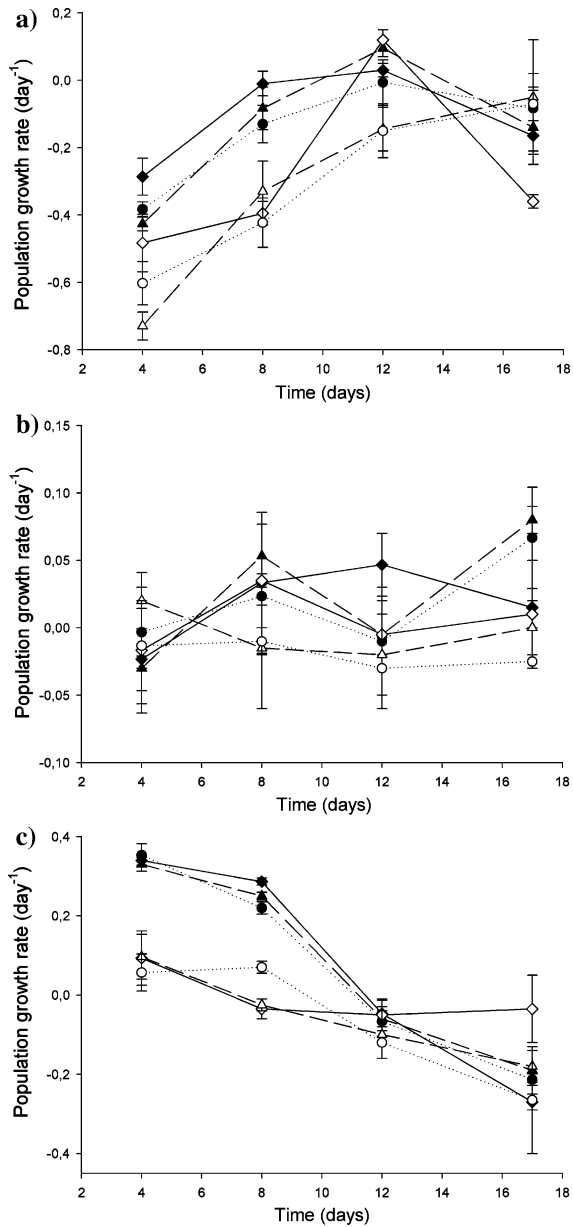 a)
Population growth rate (day-1)
0,2
0,0
-0,2
-0,4
-0,6
-0,8
2 4 6 8 10 12 14 16 18
Time (days)
b)
Population growth rate (day-1)
0,15
0,10
0,05
0,00
-0,05
-0,10
2 4 6 8 10 12 14 16 18
Time (days)
c)
Population growth rate (day-1)
0,4
0,2
0,0
-0,2
-0,4
2 4 6 8 10 12 14 16 18
Time (days)